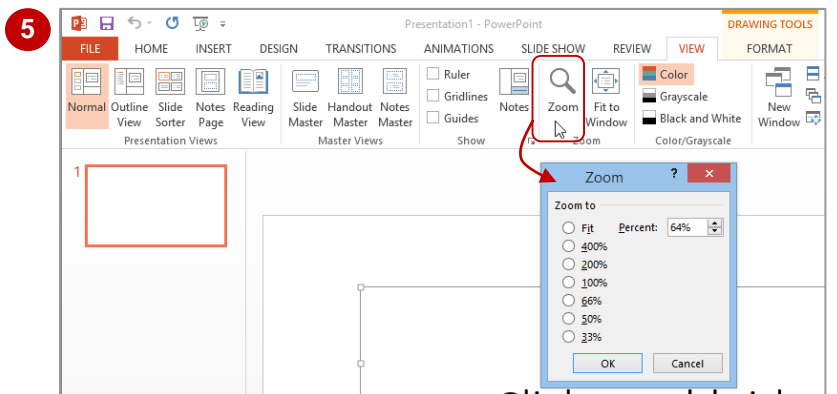 5
Presentation1 - PowerPoint
DRAWING TOOLS
FILE HOME INSERT DESIGN TRANSITIONS ANIMATIONS SLIDE SHOW REVIEW VIEW FORMAT
Normal Outline View Slide Sorter Notes Page Reading View
Presentation Views
Slide Master Handout Master Notes Master
Master Views
Ruler
Gridlines
Guides
Show
Notes
Zoom Fit to Window
Zoom
Color
Grayscale
Black and White
Color/Grayscale
New Window
1
Zoom ?
Zoom to
Fit Percent: 64%
400%
200%
100%
66%
50%
33%
OK Cancel